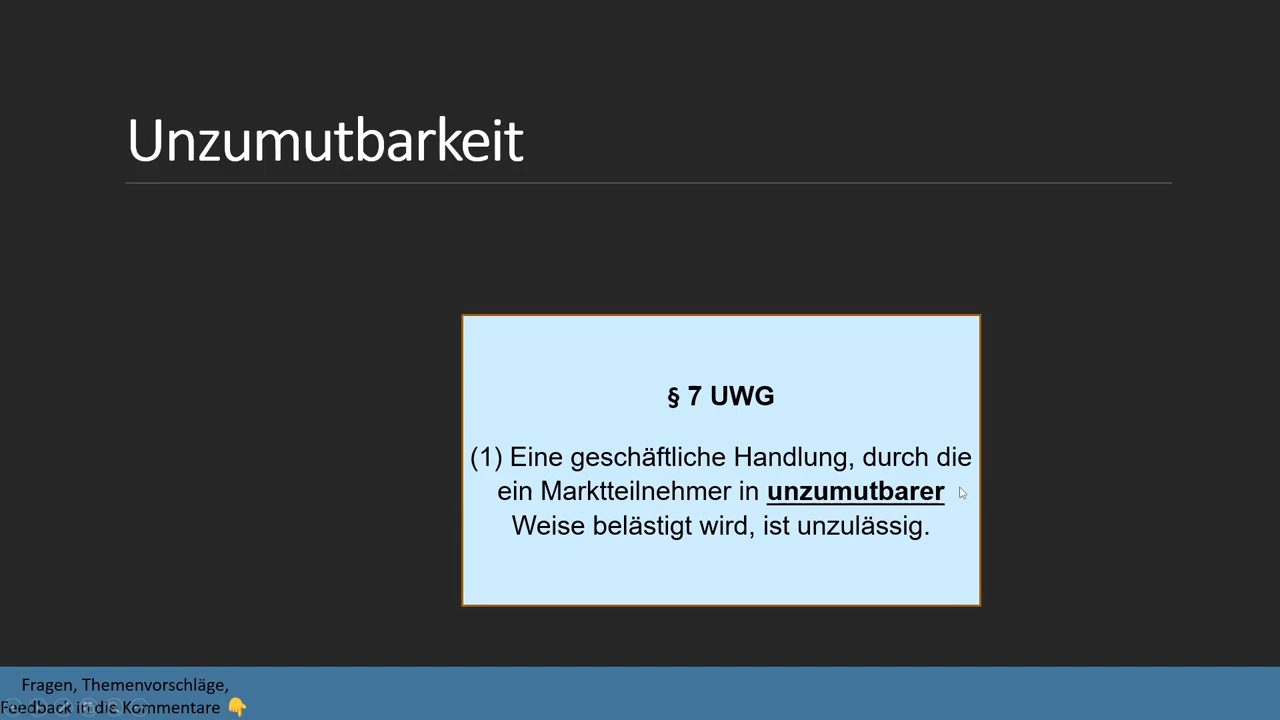 Unzumutbarkeit
§ 7 UWG
(1) Eine geschäftliche Handlung, durch die
ein Marktteilnehmer in unzumutbarer
Weise belästigt wird, ist unzulässig.
Fragen, Themenvorschläge,
Feedback in die Kommentare 👇